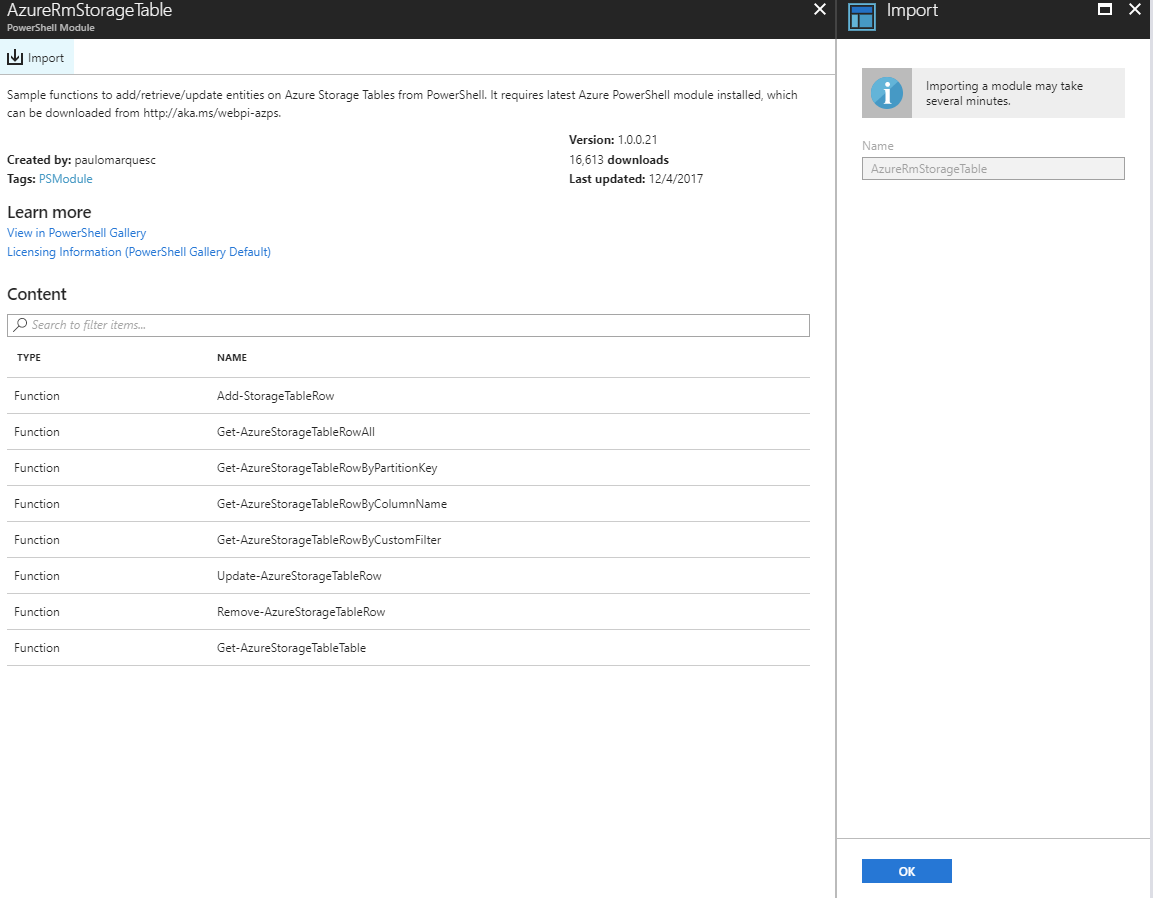 AzureRmStorageTable
PowerShell Module
Import
Sample functions to add/retrieve/update entities on Azure Storage Tables from PowerShell. It requires latest Azure PowerShell module installed, which
can be downloaded from http://aka.ms/webpi-azps.
Version: 1.0.0.21
Created by: paulomarquesc
16,613 downloads
Tags: PSModule
Last updated: 12/4/2017
Learn more
View in PowerShell Gallery
Licensing Information (PowerShell Gallery Default)
Content
Search to filter items...
TYPE NAME
Function Add-StorageTableRow
Function Get-AzureStorageTableRowAll
Function Get-AzureStorageTableRowByPartitionKey
Function Get-AzureStorageTableRowByColumnName
Function Get-AzureStorageTableRowByCustomFilter
Function Update-AzureStorageTableRow
Function Remove-AzureStorageTableRow
Function Get-AzureStorageTableTable
Import
Importing a module may take
several minutes.
Name
AzureRmStorageTable
OK